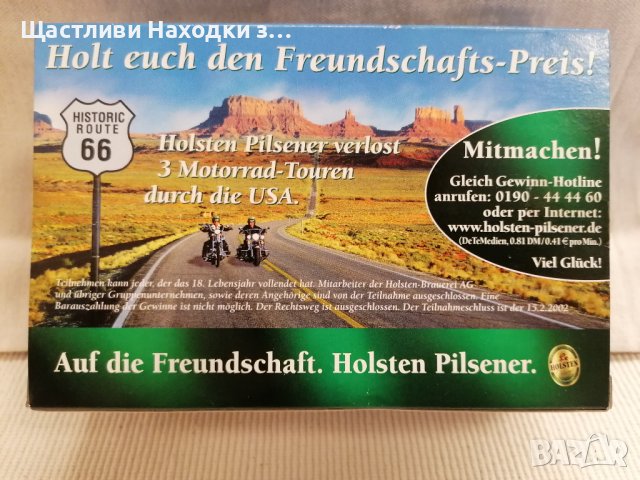 Щастливи Находки з...
Holt euch den Freundschafts-Preis!
HISTORIC
ROUTE
66
Holsten Pilsener verlost
3 Motorrad-Touren
durch die USA.
Mitmachen!
Gleich Gewinn-Hotline
anrufen: 0190 - 44 44 60
oder per Internet:
www.holsten-pilsener.de
(DeTeMedien, 0.81 DM/0.41 € pro Min.)
Viel Glück!
Teilnehmen kann jeder, der das 18. Lebensjahr vollendet hat. Mitarbeiter der Holsten-Brauerei AG
und übriger Gruppenunternehmen, sowie deren Angehörige sind von der Teilnahme ausgeschlossen. Eine
Barauszahlung der Gewinne ist nicht möglich. Der Rechtsweg ist ausgeschlossen. Der Teilnahmeschluss ist der 15.2.2002
Auf die Freundschaft. Holsten Pilsener.
HOLSTEN
BAZAR